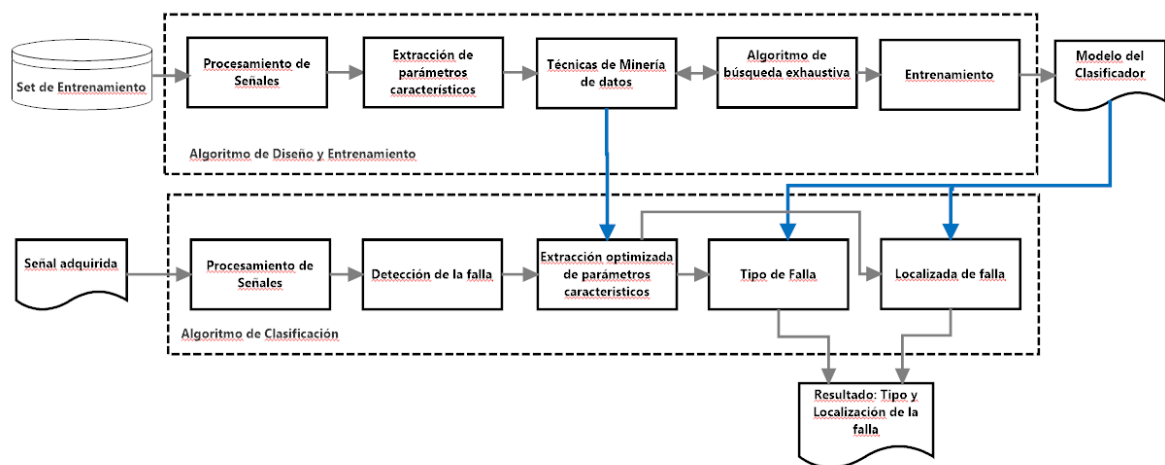 Set de Entrenamiento
Procesamiento de
Señales
Extracción de
parámetros
característicos
Técnicas de Minería
de datos
Algoritmo de
búsqueda exhaustiva
Entrenamiento
Modelo del
Clasificador
Algoritmo de Diseño y Entrenamiento
Señal adquirida
Procesamiento de
Señales
Detección de la falla
Extracción optimizada
de parámetros
característicos
Tipo de Falla
Localizada de falla
Algoritmo de Clasificación
Resultado: Tipo y
Localización de la
falla